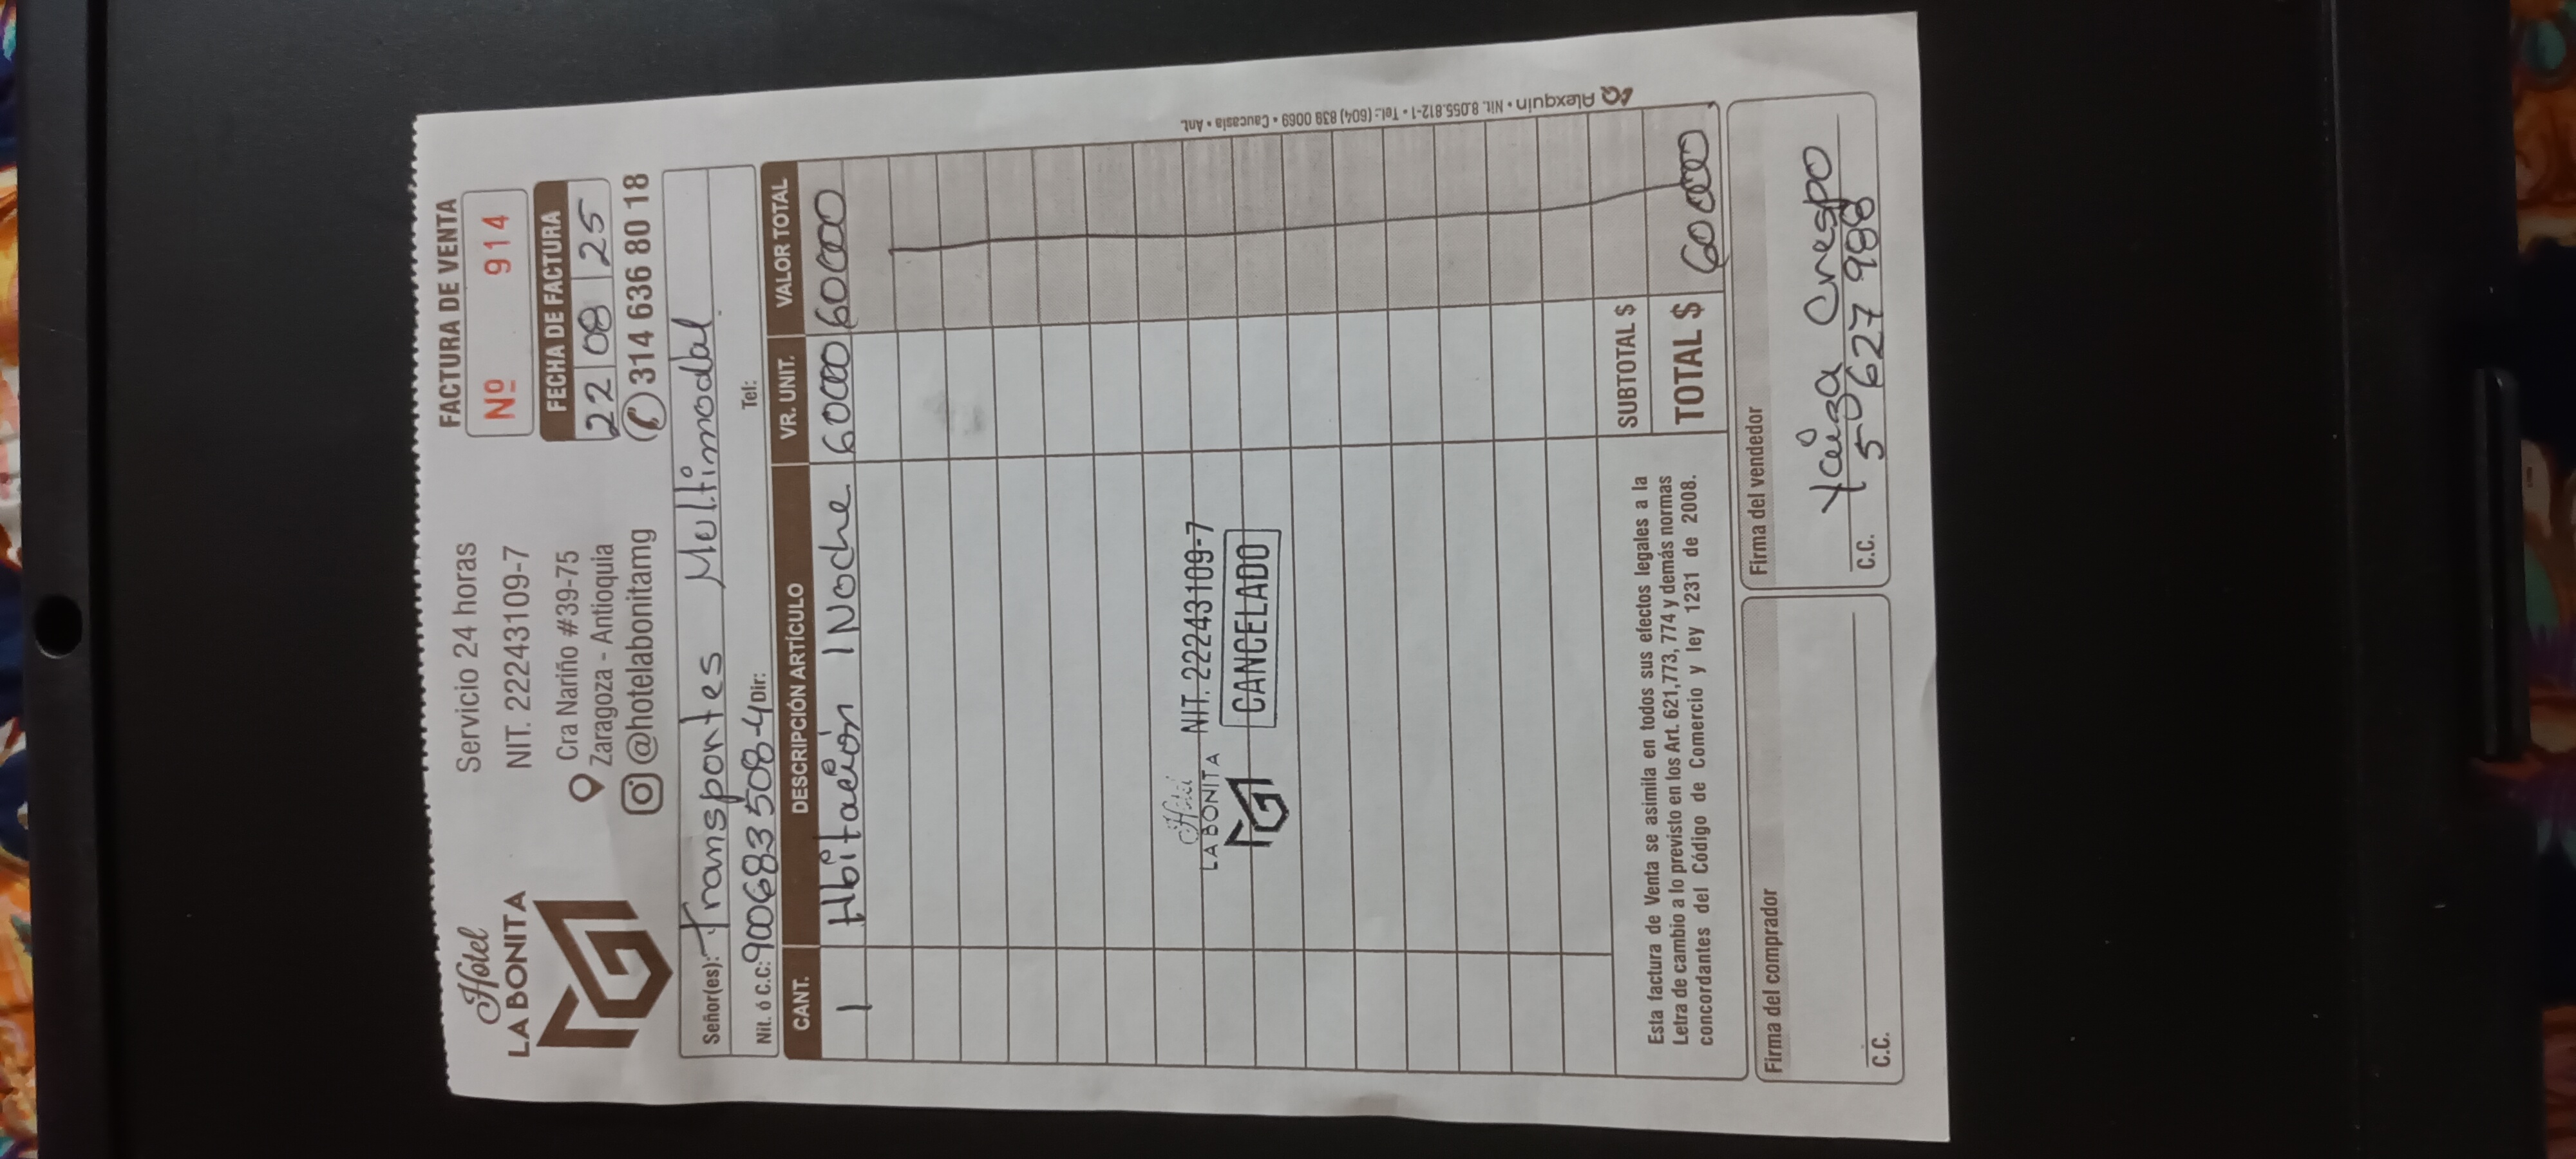 Hotel
LA BONITA
Servicio 24 horas
NIT. 22243109-7
Cra Nariño #39-75
Zaragoza - Antioquia
@hotelabonitamg
FACTURA DE VENTA
Nº 914
FECHA DE FACTURA
22 08 25
314 636 80 18
Señor(es): Transportes Multimodal
Nit. ó C.C: 900683508-4 Dir: Tel:
CANT. DESCRIPCIÓN ARTÍCULO VR. UNIT. VALOR TOTAL
1 Hbitación 1 Noche 60000 60000
Hotel
LA BONITA
NIT. 22243109-7
CANCELADO
Esta factura de Venta se asimila en todos sus efectos legales a la
Letra de cambio a lo previsto en los Art. 621,773, 774 y demás normas
concordantes del Código de Comercio y ley 1231 de 2008.
SUBTOTAL $
TOTAL $ 60000
Firma del comprador
C.C.
Firma del vendedor
Crespo
C.C. 50 627 988
Alexquin • Nit. 8.055.812-1 • Tel.: (604) 839 0069 • Caucasia • Ant.